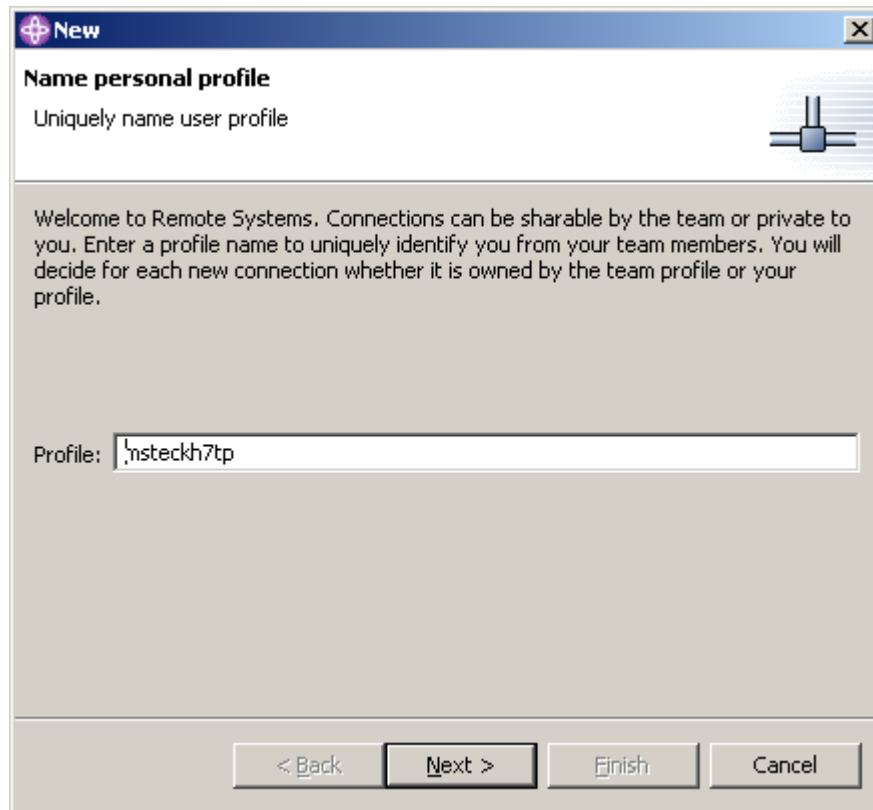 New
Name personal profile
Uniquely name user profile
Welcome to Remote Systems. Connections can be sharable by the team or private to
you. Enter a profile name to uniquely identify you from your team members. You will
decide for each new connection whether it is owned by the team profile or your
profile.
Profile:
< Back Next > Finish Cancel